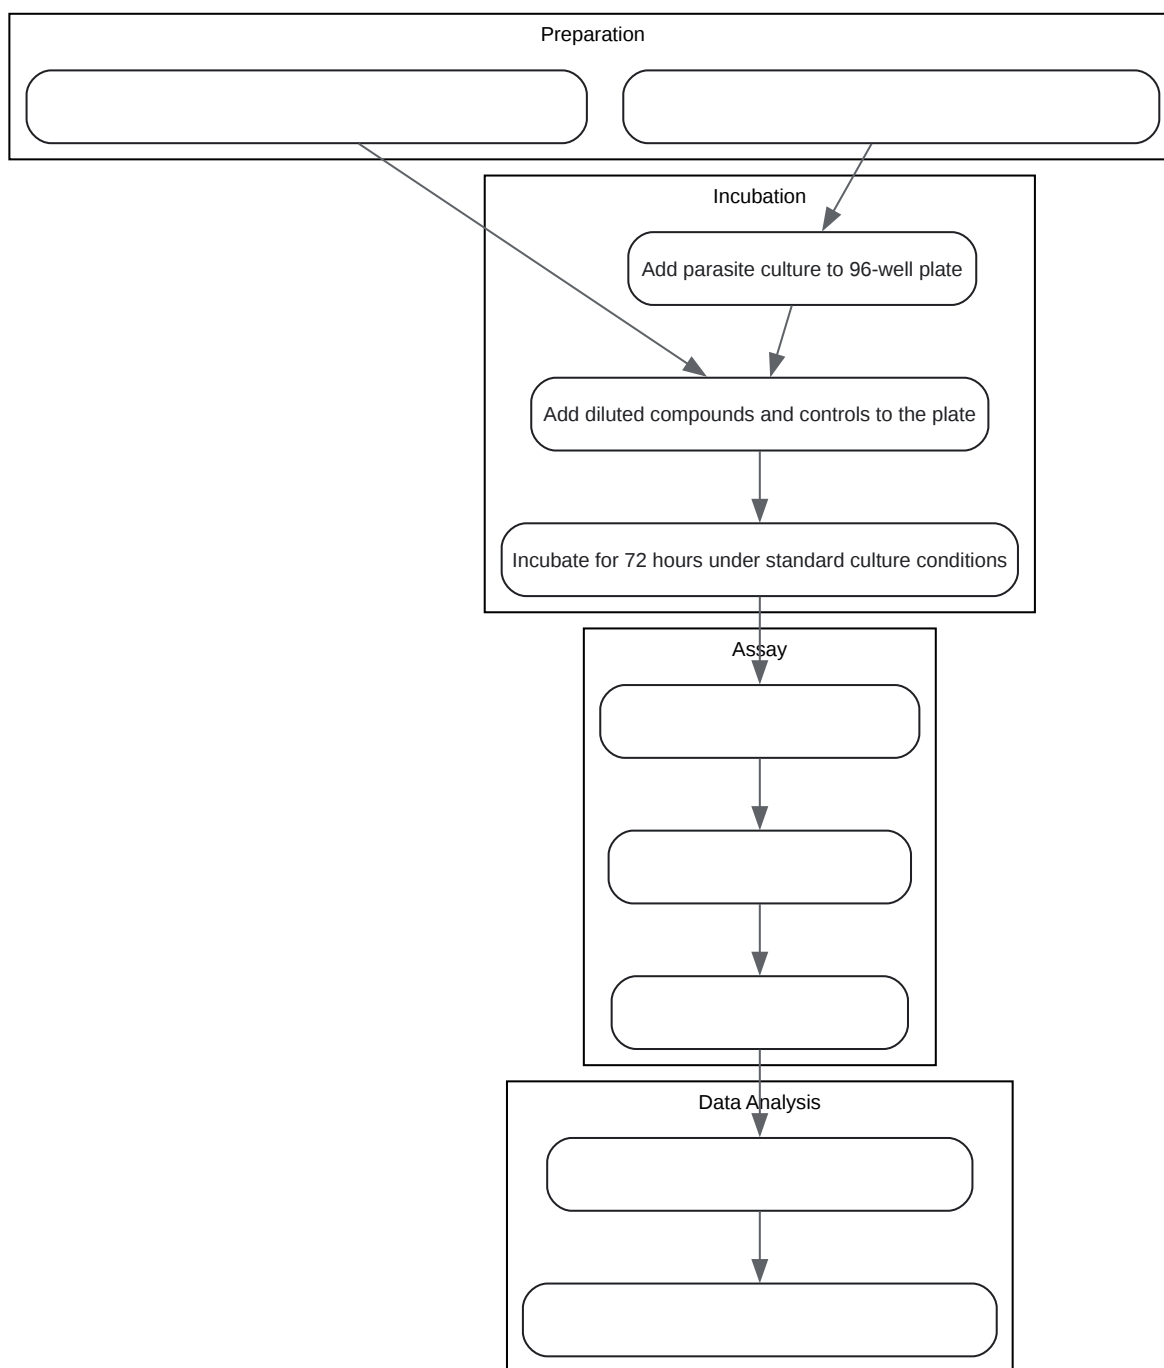 Preparation
Incubation
Add parasite culture to 96-well plate
Add diluted compounds and controls to the plate
Incubate for 72 hours under standard culture conditions
Assay
Data Analysis